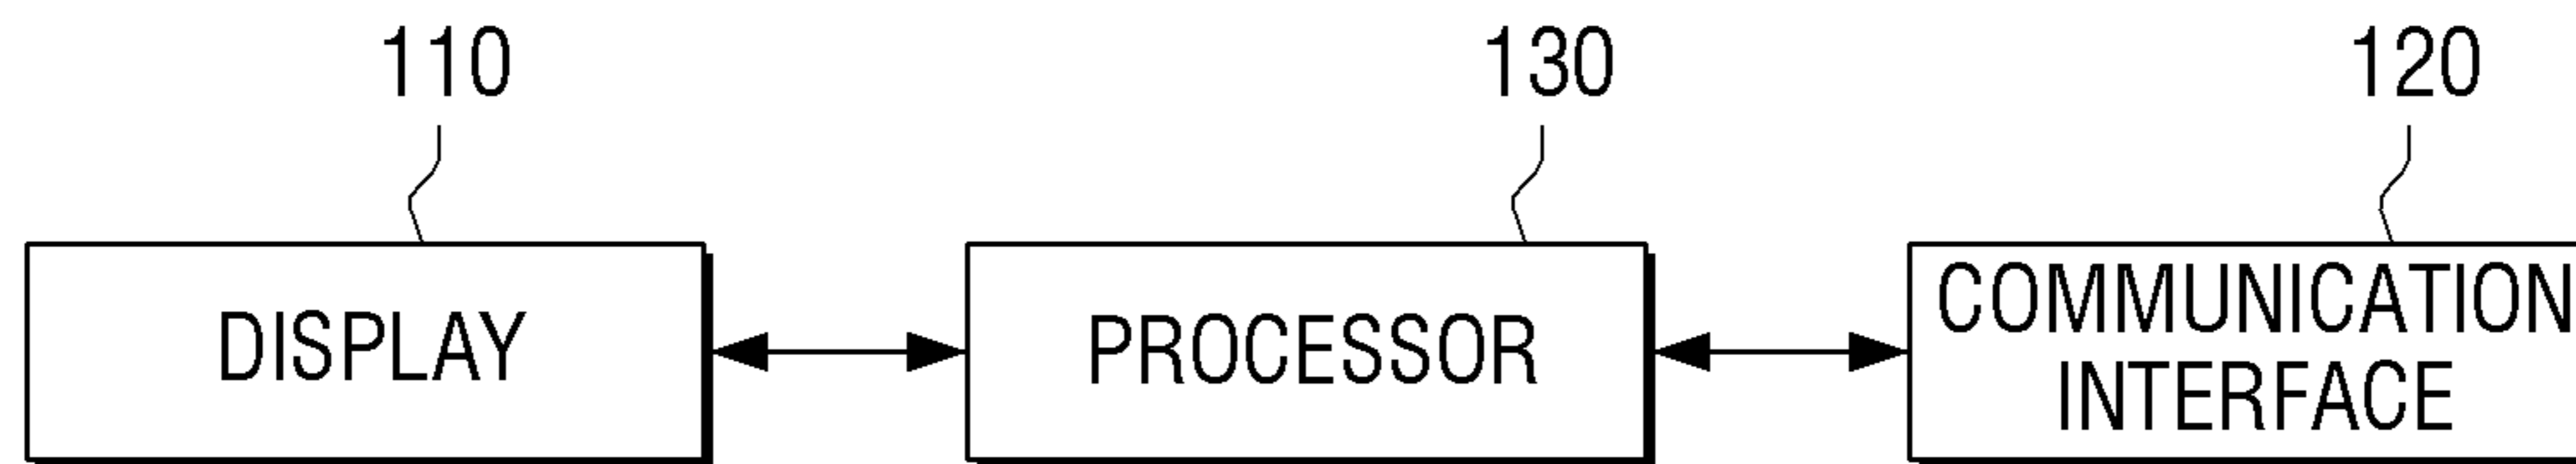 110
130
120
DISPLAY
PROCESSOR
COMMUNICATION
INTERFACE